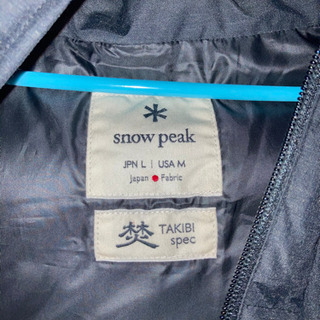 snow peak
JPN L | USA M
Japan Fabric
焚 TAKIBI
spec